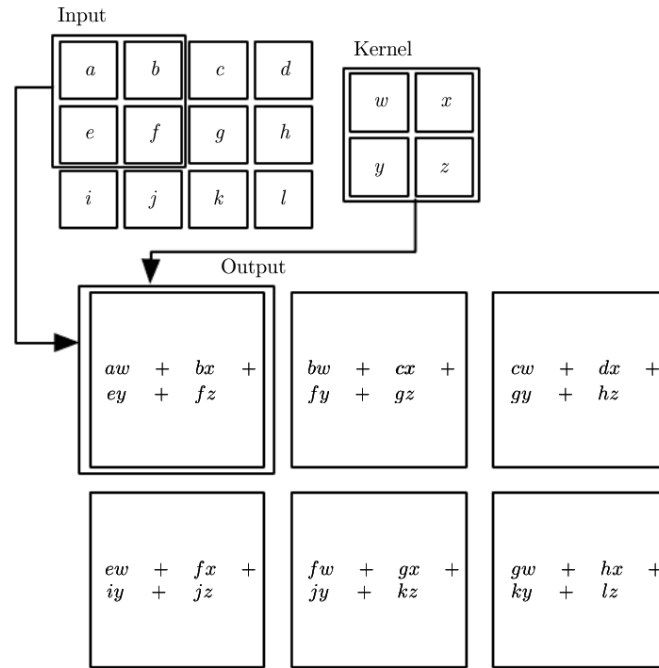 Input
Kernel
a b c d
w x
e f g h
y z
i j k l
Output
aw + bx +
ey + fz
bw + cx +
fy + gz
cw + dx +
gy + hz
ew + fx +
iy + jz
fw + gx +
jy + kz
gw + hx +
ky + lz